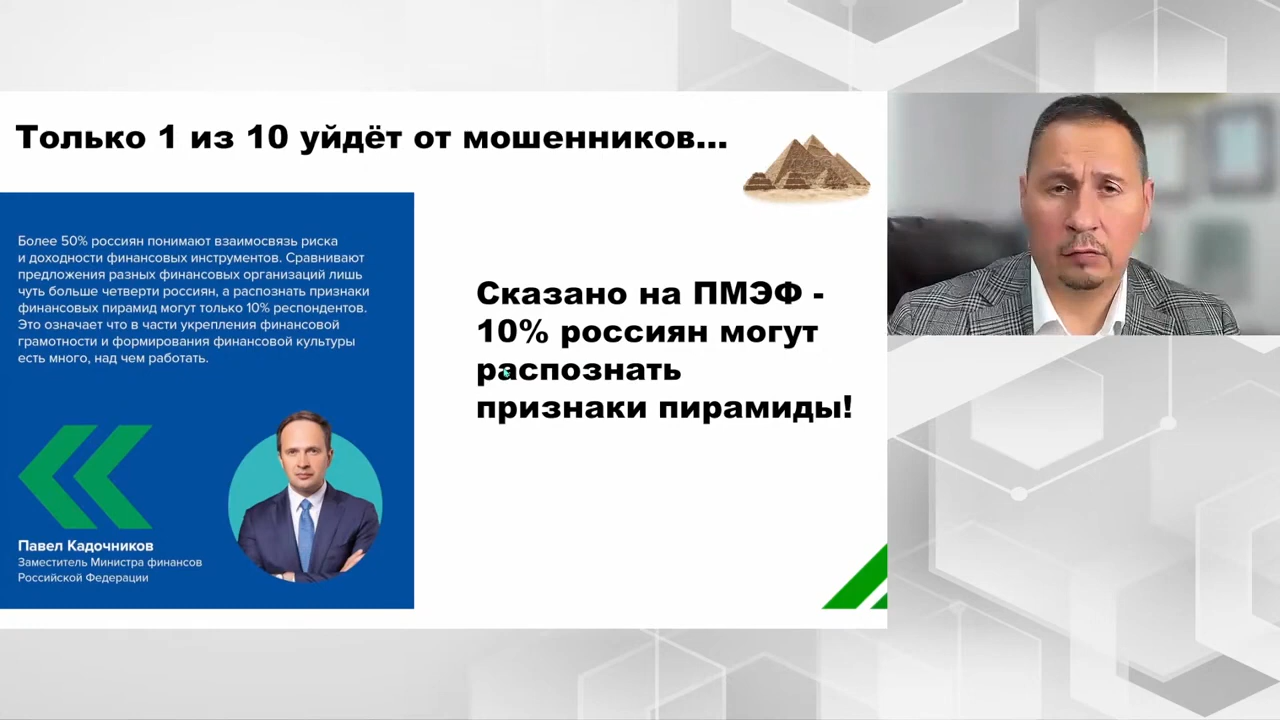 Только 1 из 10 уйдёт от мошенников...
Более 50% россиян понимают взаимосвязь риска
и доходности финансовых инструментов. Сравнивают
предложения разных финансовых организаций лишь
чуть больше четверти россиян, а распознать признаки
финансовых пирамид могут только 10% респондентов.
Это означает что в части укрепления финансовой
грамотности и формирования финансовой культуры
есть много, над чем работать.
Павел Кадочников
Заместитель Министра финансов
Российской Федерации
Сказано на ПМЭФ -
10% россиян могут
распознать
признаки пирамиды!